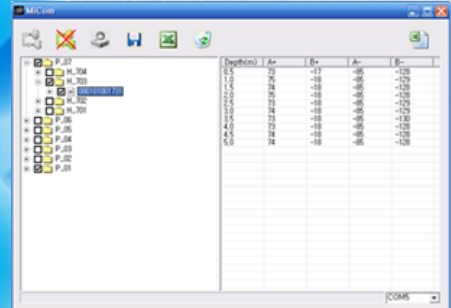 MiCom
P_07
H_704
H_703
000101001731
H_702
H_701
P_06
P_05
P_04
P_03
P_02
P_01
Depth(m) A+ B+ A- B-
0.5 73 -17 -85 -128
1.0 75 -18 -85 -129
1.5 74 -18 -85 -128
2.0 75 -18 -85 -128
2.5 73 -18 -85 -129
3.0 74 -18 -85 -129
3.5 73 -18 -85 -130
4.0 73 -18 -85 -128
4.5 74 -18 -85 -128
5.0 74 -18 -85 -128
COM5